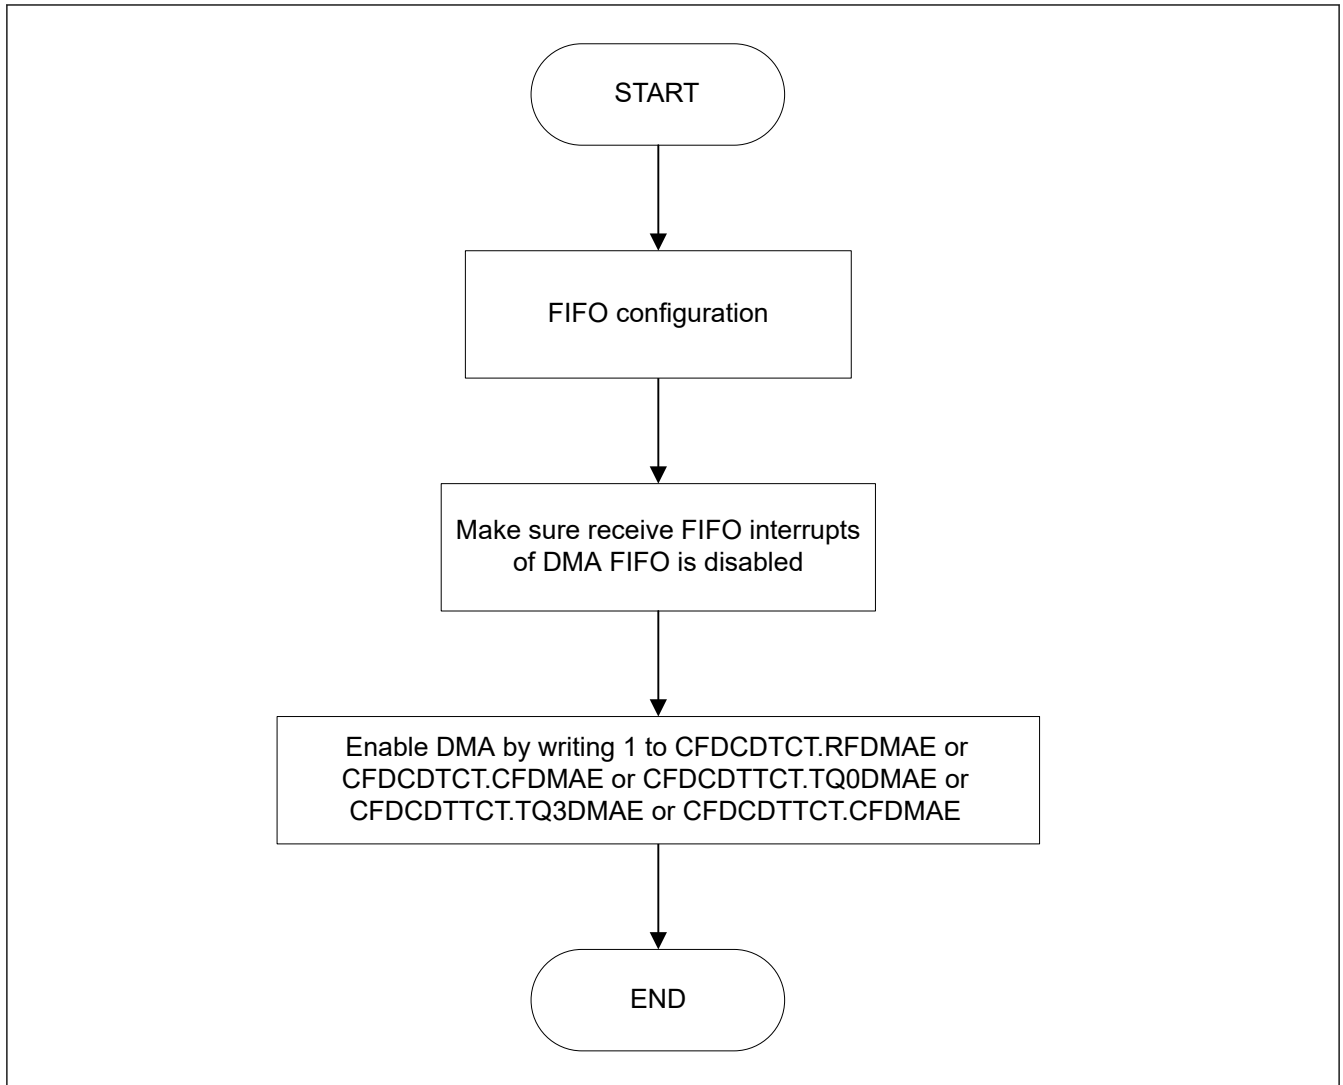 START
FIFO configuration
Make sure receive FIFO interrupts
of DMA FIFO is disabled
Enable DMA by writing 1 to CFDCDTCT.RFDMAE or
CFDCDTCT.CFDMAE or CFDCDTTCT.TQ0DMAE or
CFDCDTTCT.TQ3DMAE or CFDCDTTCT.CFDMAE
END